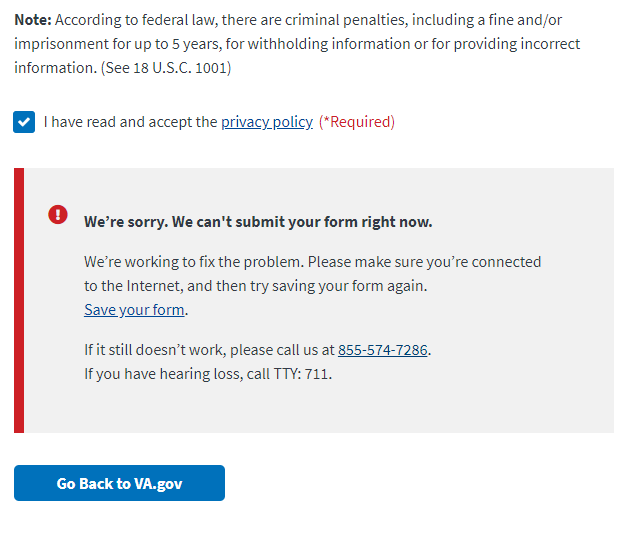 Note: According to federal law, there are criminal penalties, including a fine and/or
imprisonment for up to 5 years, for withholding information or for providing incorrect
information. (See 18 U.S.C. 1001)
I have read and accept the privacy policy (*Required)
We’re sorry. We can't submit your form right now.
We’re working to fix the problem. Please make sure you’re connected
to the Internet, and then try saving your form again.
Save your form.
If it still doesn’t work, please call us at 855-574-7286.
If you have hearing loss, call TTY: 711.
Go Back to VA.gov